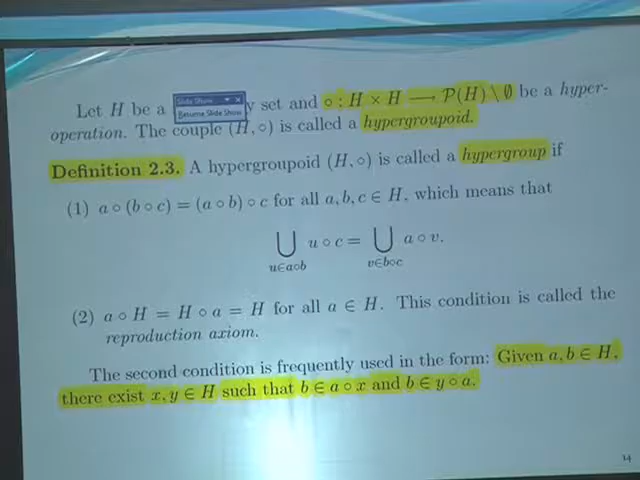 Let H be a y set and ∘ : H × H ⟶ P(H) \ ∅ be a hyper-
Slide Show
Resume Slide Show
operation. The couple (H, ∘) is called a hypergroupoid.
Definition 2.3. A hypergroupoid (H, ∘) is called a hypergroup if
(1) a ∘ (b ∘ c) = (a ∘ b) ∘ c for all a, b, c ∈ H, which means that
⋃ u ∘ c = ⋃ a ∘ v.
u∈a∘b v∈b∘c
(2) a ∘ H = H ∘ a = H for all a ∈ H. This condition is called the
reproduction axiom.
The second condition is frequently used in the form: Given a, b ∈ H,
there exist x, y ∈ H such that b ∈ a ∘ x and b ∈ y ∘ a.
14